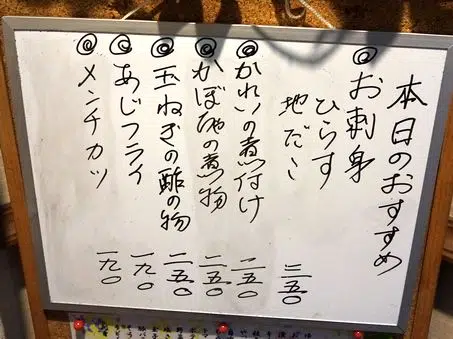 本日のおすすめ
◎お刺身
ひらす
地だこ 三五〇
◎かれいの煮付け 二五〇
◎かぼちゃの煮物 二五〇
◎玉ねぎの酢の物 二五〇
◎あじフライ 一九〇
◎メンチカツ 一九〇